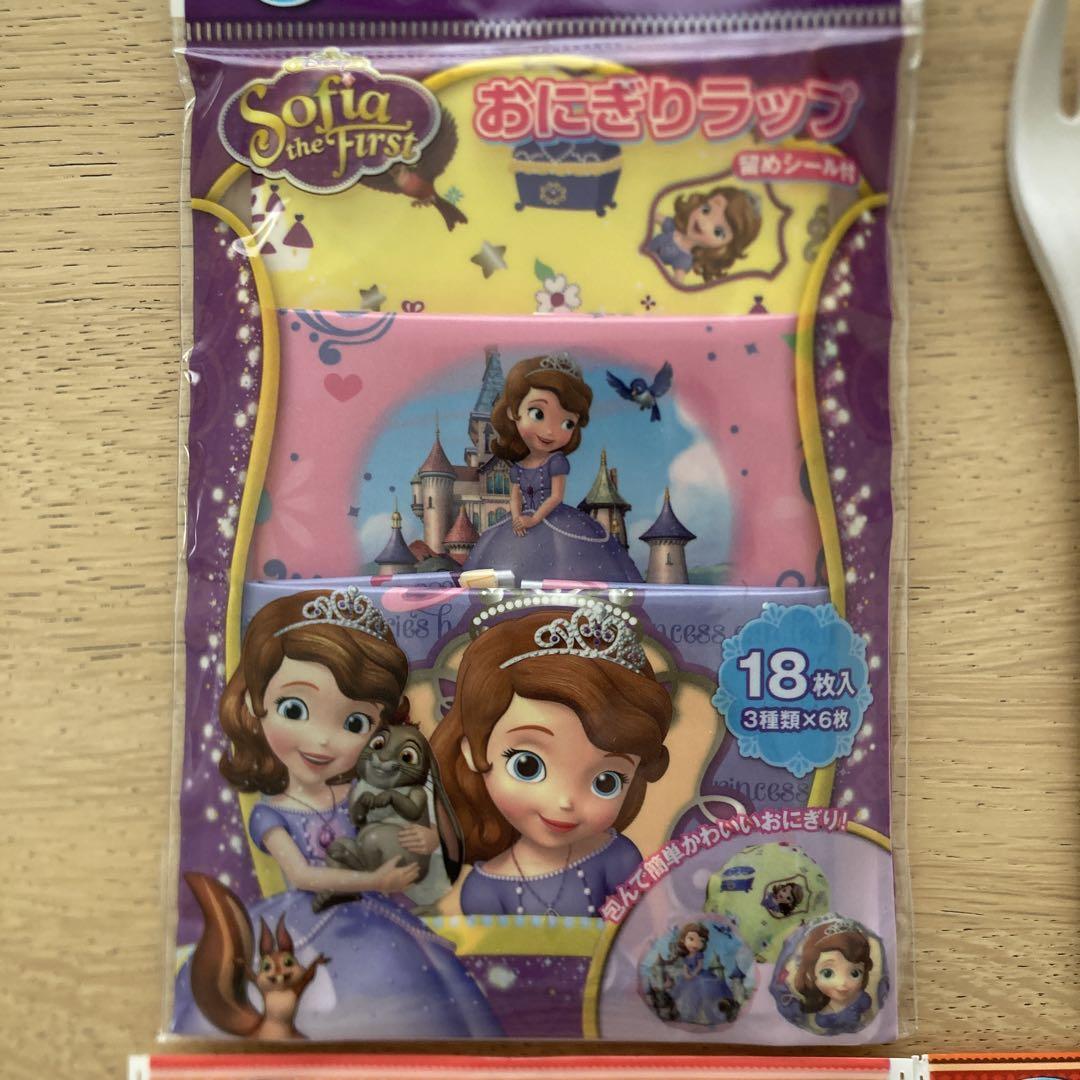 Disney
Sofia
the First
おにぎりラップ
留めシール付
18枚入
3種類×6枚
包んで簡単かわいいおにぎり!